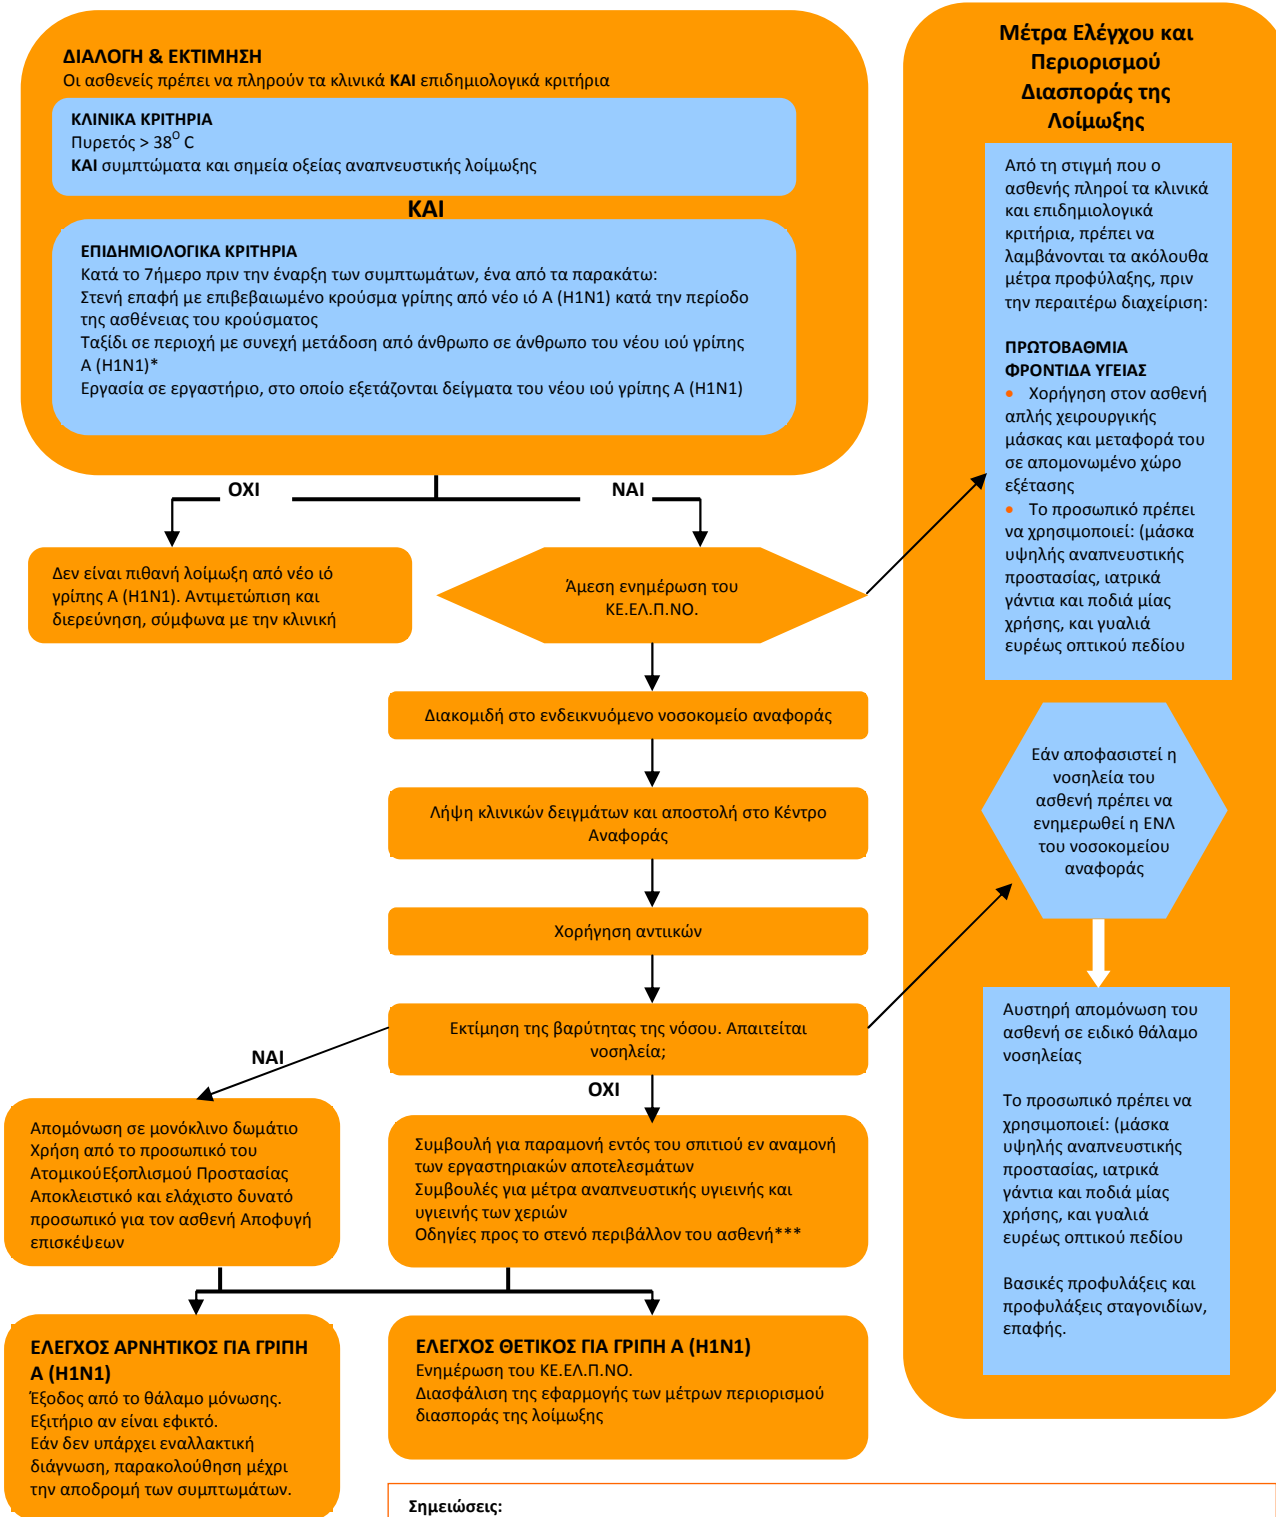 ΔΙΑΛΟΓΗ & ΕΚΤΙΜΗΣΗ
Οι ασθενείς πρέπει να πληρούν τα κλινικά ΚΑΙ επιδημιολογικά κριτήρια
ΚΛΙΝΙΚΑ ΚΡΙΤΗΡΙΑ
Πυρετός > 38⁰ C
ΚΑΙ συμπτώματα και σημεία οξείας αναπνευστικής λοίμωξης
ΚΑΙ
ΕΠΙΔΗΜΙΟΛΟΓΙΚΑ ΚΡΙΤΗΡΙΑ
Κατά το 7ήμερο πριν την έναρξη των συμπτωμάτων, ένα από τα παρακάτω:
Στενή επαφή με επιβεβαιωμένο κρούσμα γρίπης από νέο ιό Α (Η1Ν1) κατά την περίοδο
της ασθένειας του κρούσματος
Ταξίδι σε περιοχή με συνεχή μετάδοση από άνθρωπο σε άνθρωπο του νέου ιού γρίπης
Α (Η1Ν1)*
Εργασία σε εργαστήριο, στο οποίο εξετάζονται δείγματα του νέου ιού γρίπης Α (Η1Ν1)
ΟΧΙ
ΝΑΙ
Δεν είναι πιθανή λοίμωξη από νέο ιό
γρίπης Α (Η1Ν1). Αντιμετώπιση και
διερεύνηση, σύμφωνα με την κλινική
Άμεση ενημέρωση του
ΚΕ.ΕΛ.Π.ΝΟ.
Διακομιδή στο ενδεικνυόμενο νοσοκομείο αναφοράς
Λήψη κλινικών δειγμάτων και αποστολή στο Κέντρο
Αναφοράς
Χορήγηση αντιικών
Εκτίμηση της βαρύτητας της νόσου. Απαιτείται
νοσηλεία;
ΝΑΙ
ΟΧΙ
Απομόνωση σε μονόκλινο δωμάτιο
Χρήση από το προσωπικό του
ΑτομικούΕξοπλισμού Προστασίας
Αποκλειστικό και ελάχιστο δυνατό
προσωπικό για τον ασθενή Αποφυγή
επισκέψεων
Συμβουλή για παραμονή εντός του σπιτιού εν αναμονή
των εργαστηριακών αποτελεσμάτων
Συμβουλές για μέτρα αναπνευστικής υγιεινής και
υγιεινής των χεριών
Οδηγίες προς το στενό περιβάλλον του ασθενή***
ΕΛΕΓΧΟΣ ΑΡΝΗΤΙΚΟΣ ΓΙΑ ΓΡΙΠΗ
Α (Η1Ν1)
Έξοδος από το θάλαμο μόνωσης.
Εξιτήριο αν είναι εφικτό.
Εάν δεν υπάρχει εναλλακτική
διάγνωση, παρακολούθηση μέχρι
την αποδρομή των συμπτωμάτων.
ΕΛΕΓΧΟΣ ΘΕΤΙΚΟΣ ΓΙΑ ΓΡΙΠΗ Α (Η1Ν1)
Ενημέρωση του ΚΕ.ΕΛ.Π.ΝΟ.
Διασφάλιση της εφαρμογής των μέτρων περιορισμού
διασποράς της λοίμωξης
Μέτρα Ελέγχου και
Περιορισμού
Διασποράς της
Λοίμωξης
Από τη στιγμή που ο
ασθενής πληροί τα κλινικά
και επιδημιολογικά
κριτήρια, πρέπει να
λαμβάνονται τα ακόλουθα
μέτρα προφύλαξης, πριν
την περαιτέρω διαχείριση:
ΠΡΩΤΟΒΑΘΜΙΑ
ΦΡΟΝΤΙΔΑ ΥΓΕΙΑΣ
• Χορήγηση στον ασθενή
απλής χειρουργικής
μάσκας και μεταφορά του
σε απομονωμένο χώρο
εξέτασης
• Το προσωπικό πρέπει
να χρησιμοποιεί: (μάσκα
υψηλής αναπνευστικής
προστασίας, ιατρικά
γάντια και ποδιά μίας
χρήσης, και γυαλιά
ευρέως οπτικού πεδίου
Εάν αποφασιστεί η
νοσηλεία του
ασθενή πρέπει να
ενημερωθεί η ΕΝΛ
του νοσοκομείου
αναφοράς
Αυστηρή απομόνωση του
ασθενή σε ειδικό θάλαμο
νοσηλείας
Το προσωπικό πρέπει να
χρησιμοποιεί: (μάσκα
υψηλής αναπνευστικής
προστασίας, ιατρικά
γάντια και ποδιά μίας
χρήσης, και γυαλιά
ευρέως οπτικού πεδίου
Βασικές προφυλάξεις και
προφυλάξεις σταγονιδίων,
επαφής.
Σημειώσεις: